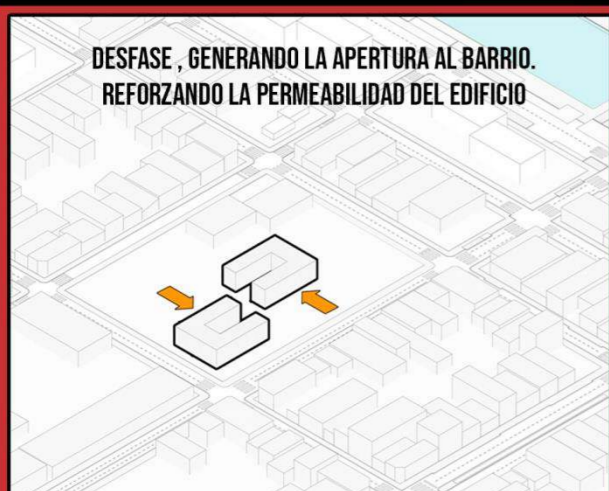 DESFASE , GENERANDO LA APERTURA AL BARRIO.
REFORZANDO LA PERMEABILIDAD DEL EDIFICIO